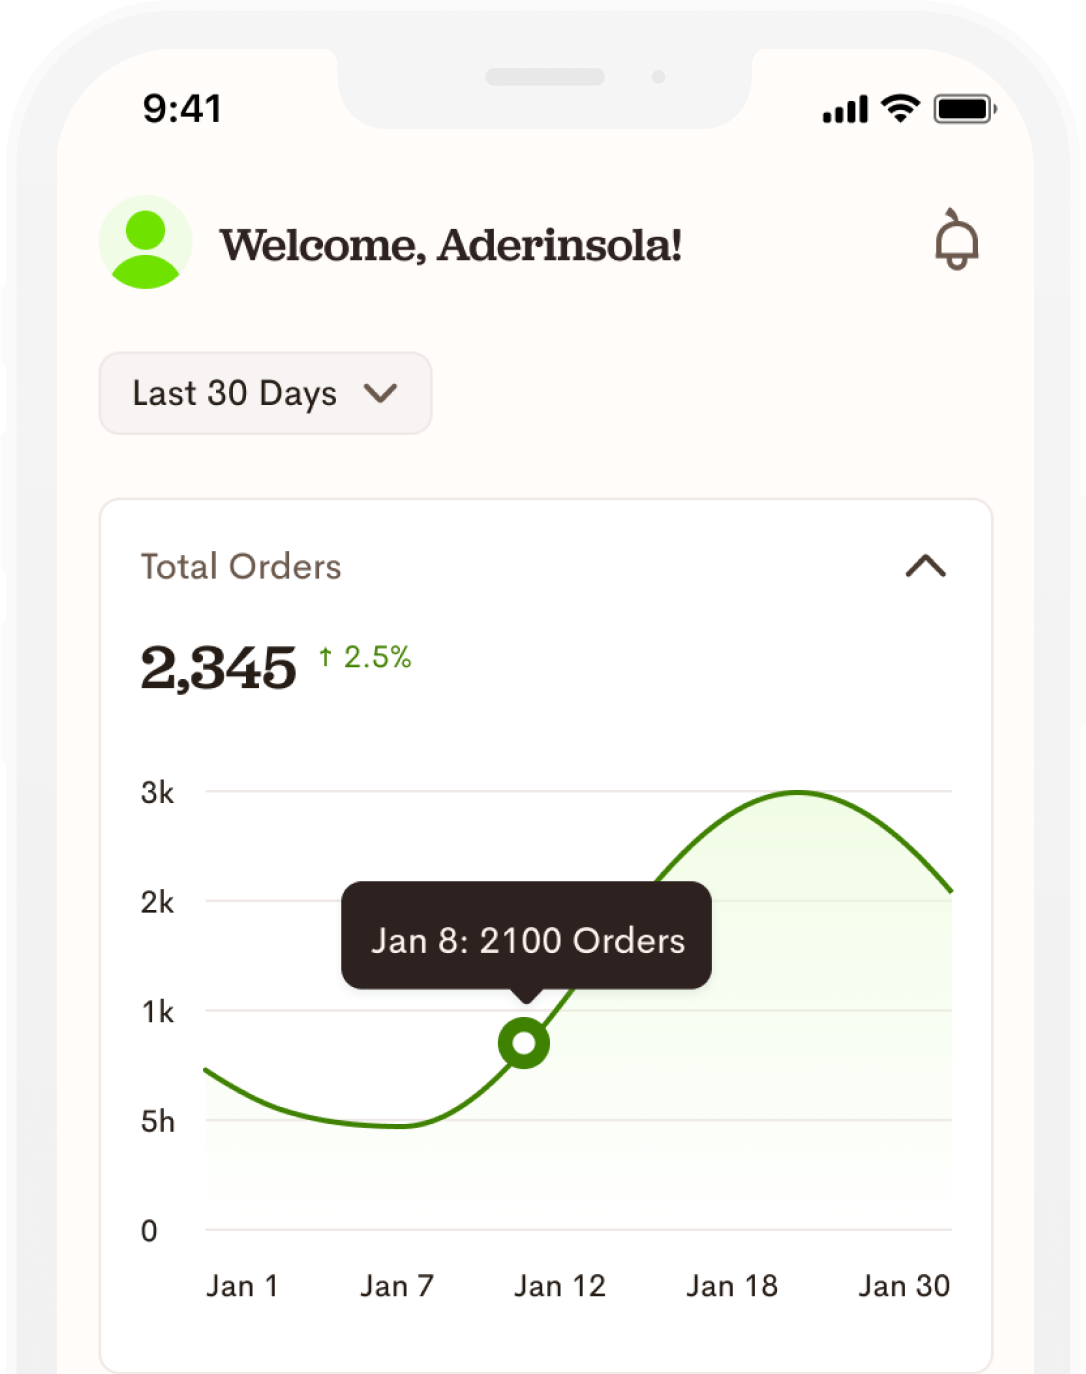 9:41
Welcome, Aderinsola!
Last 30 Days
Total Orders
2,345 ↑ 2.5%
3k
2k
Jan 8: 2100 Orders
1k
5h
0
Jan 1 Jan 7 Jan 12 Jan 18 Jan 30